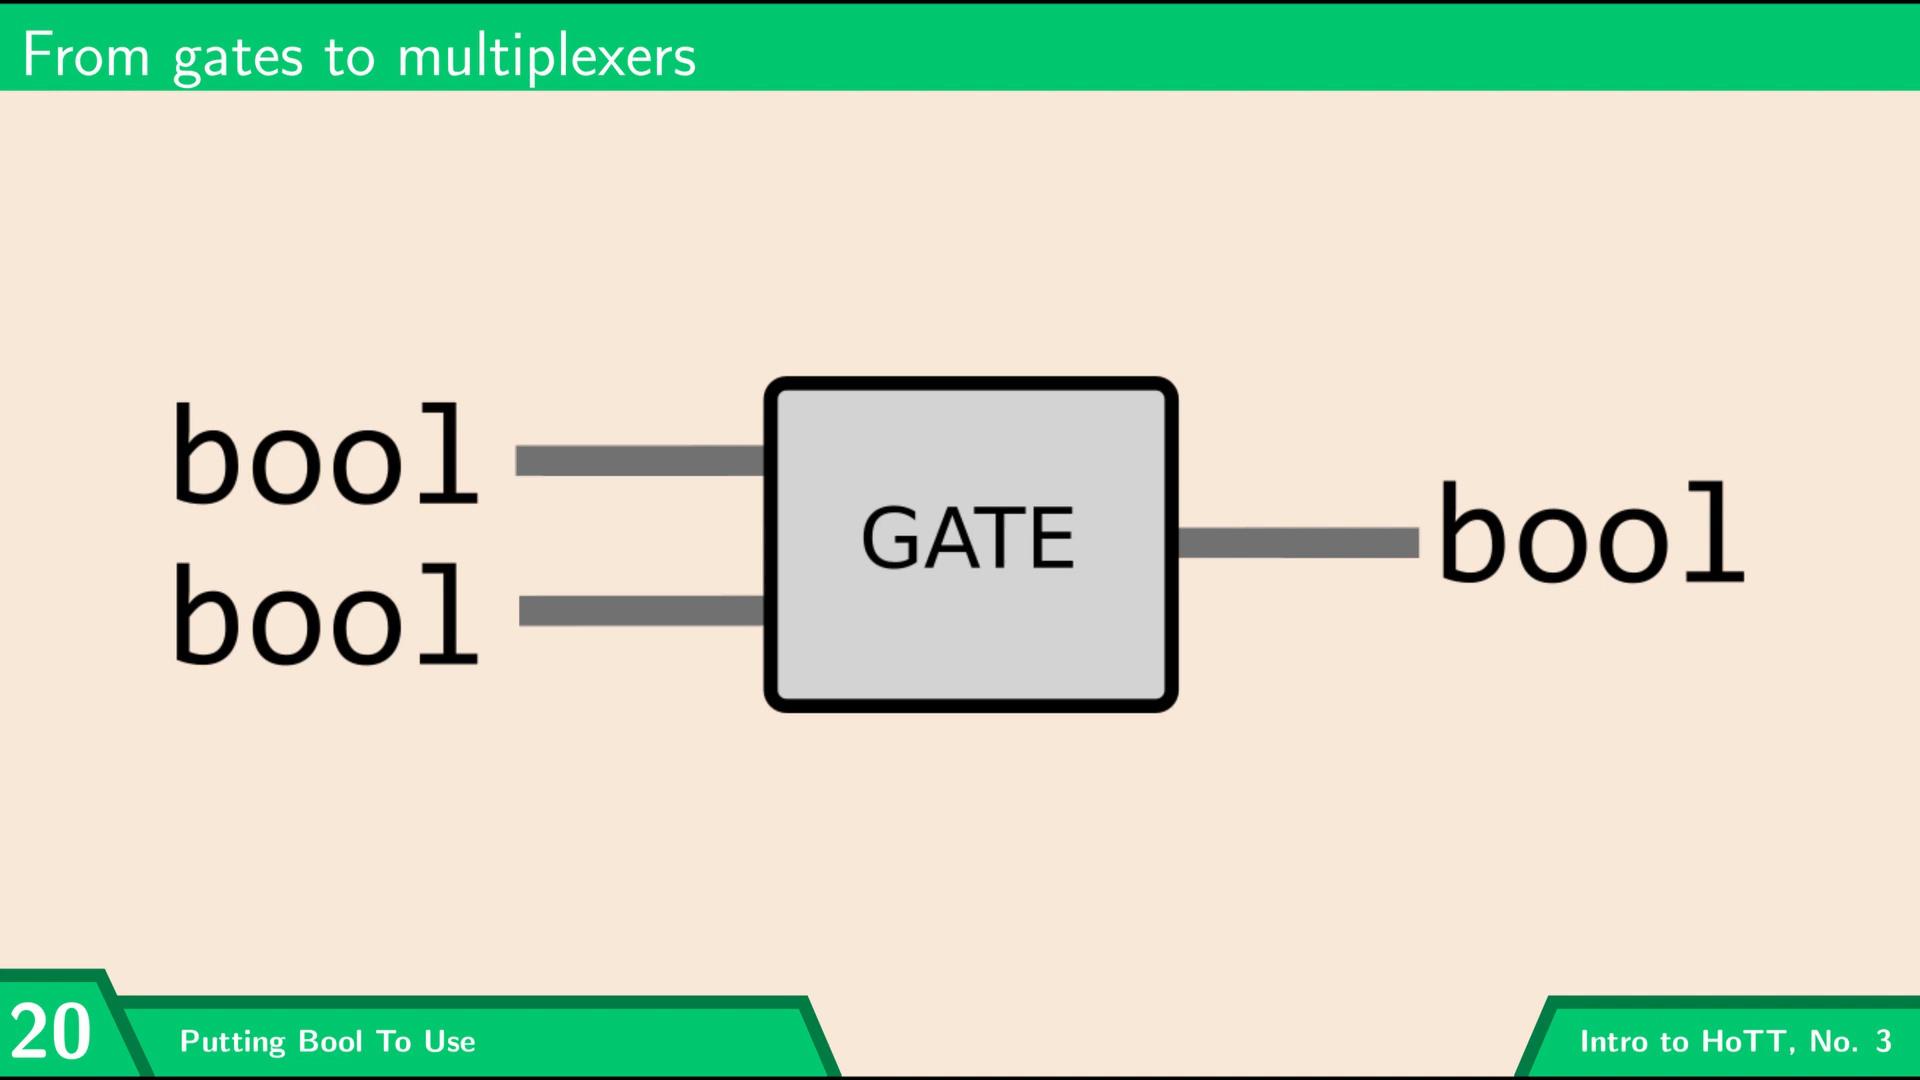 From gates to multiplexers
bool
bool
GATE
bool
20
Putting Bool To Use
Intro to HoTT, No. 3